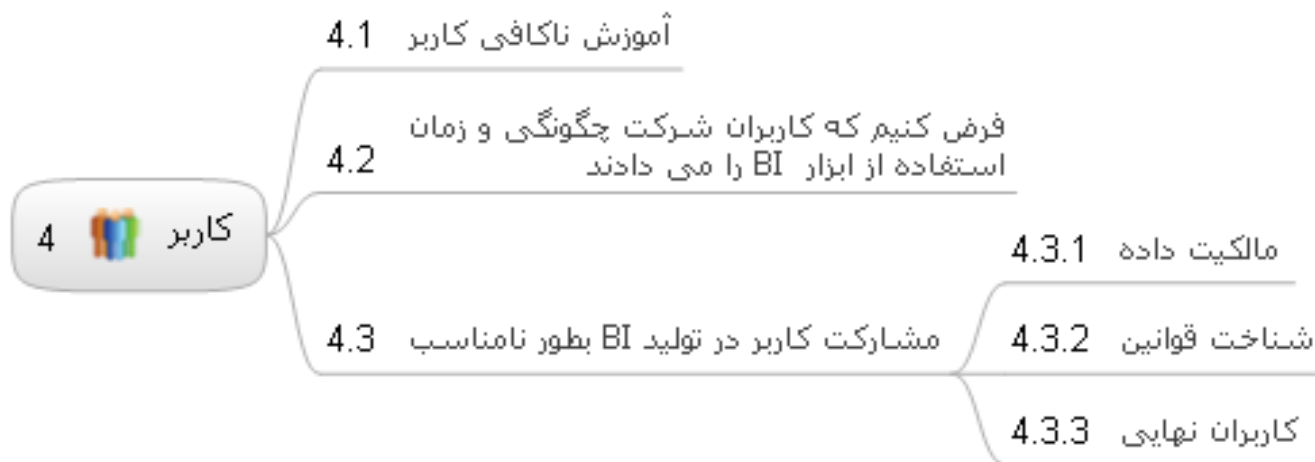 4 کاربر
4.1 آموزش ناکافی کاربر
4.2 فرض کنیم که کاربران شرکت چگونگی و زمان
استفاده از ابزار BI را می دادند
4.3 مشارکت کاربر در تولید BI بطور نامناسب
4.3.1 مالکیت داده
4.3.2 شناخت قوانین
4.3.3 کاربران نهایی